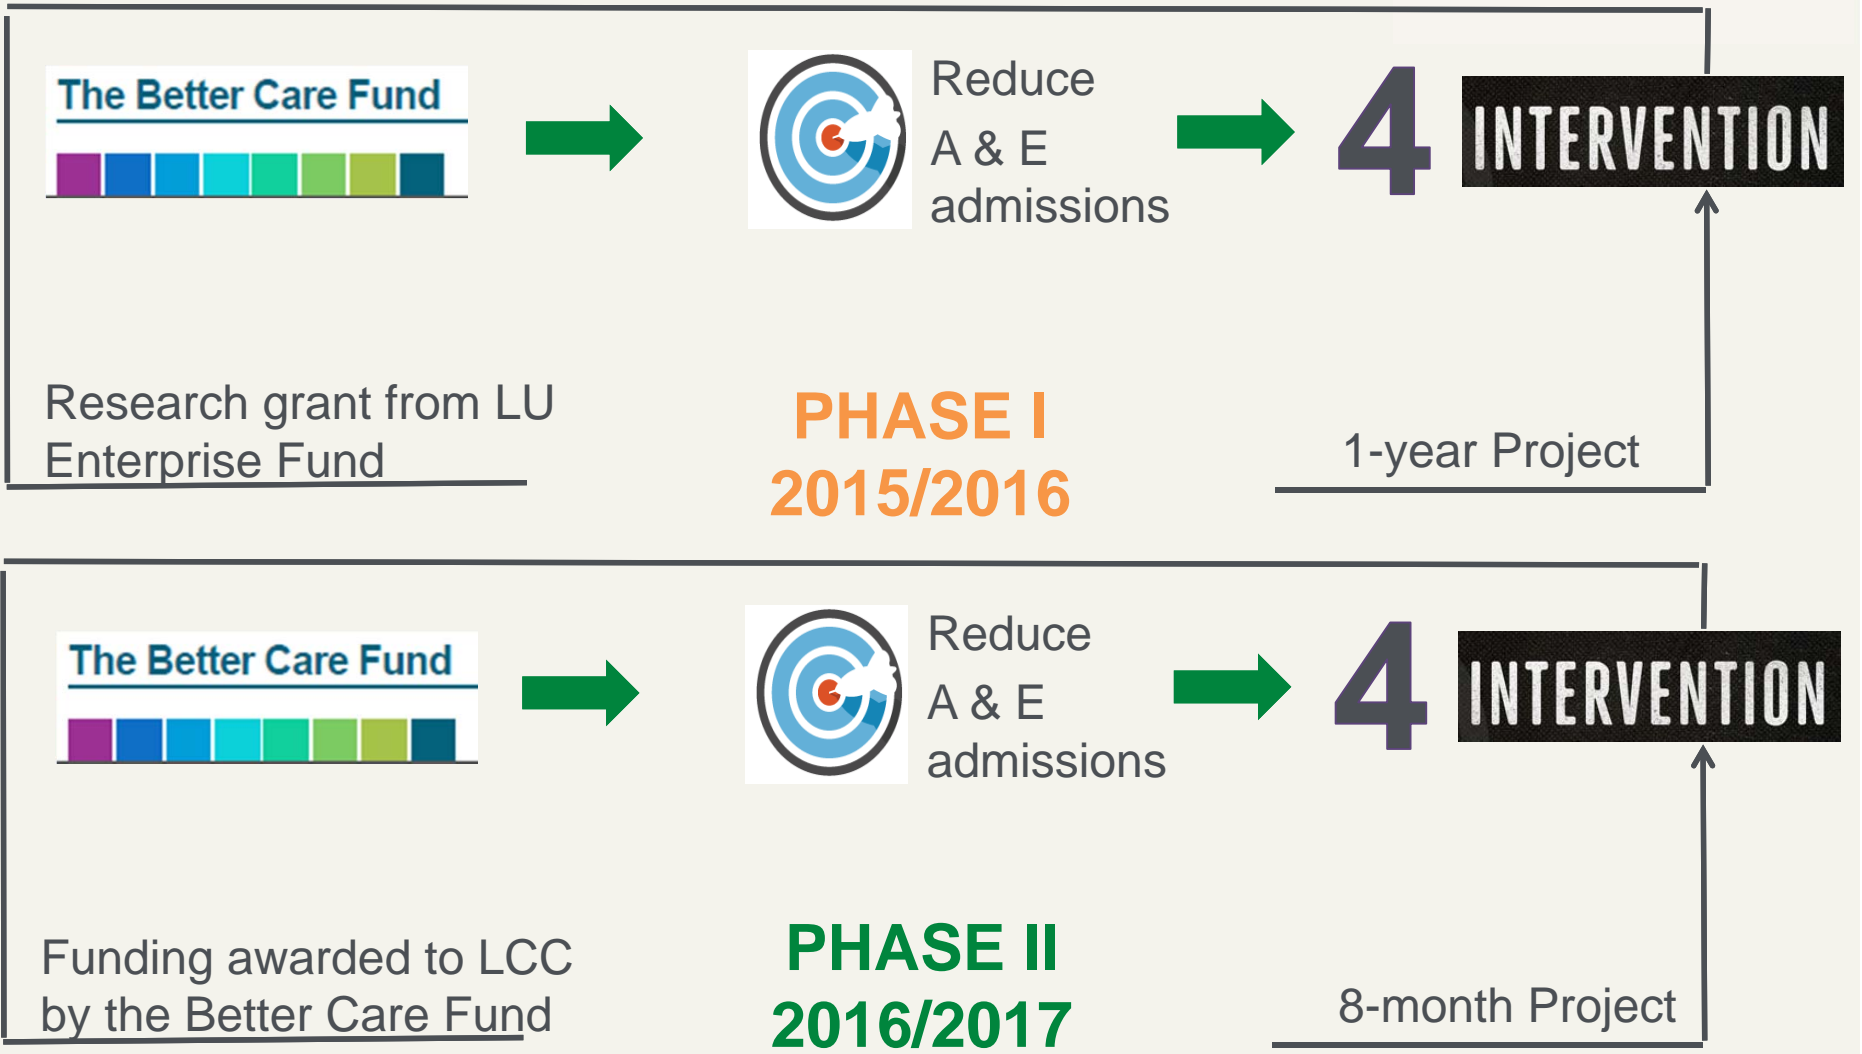 The Better Care Fund
Reduce
A & E
admissions
4
INTERVENTION
Research grant from LU
Enterprise Fund
PHASE I
2015/2016
1-year Project
The Better Care Fund
Reduce
A & E
admissions
4
INTERVENTION
Funding awarded to LCC
by the Better Care Fund
PHASE II
2016/2017
8-month Project